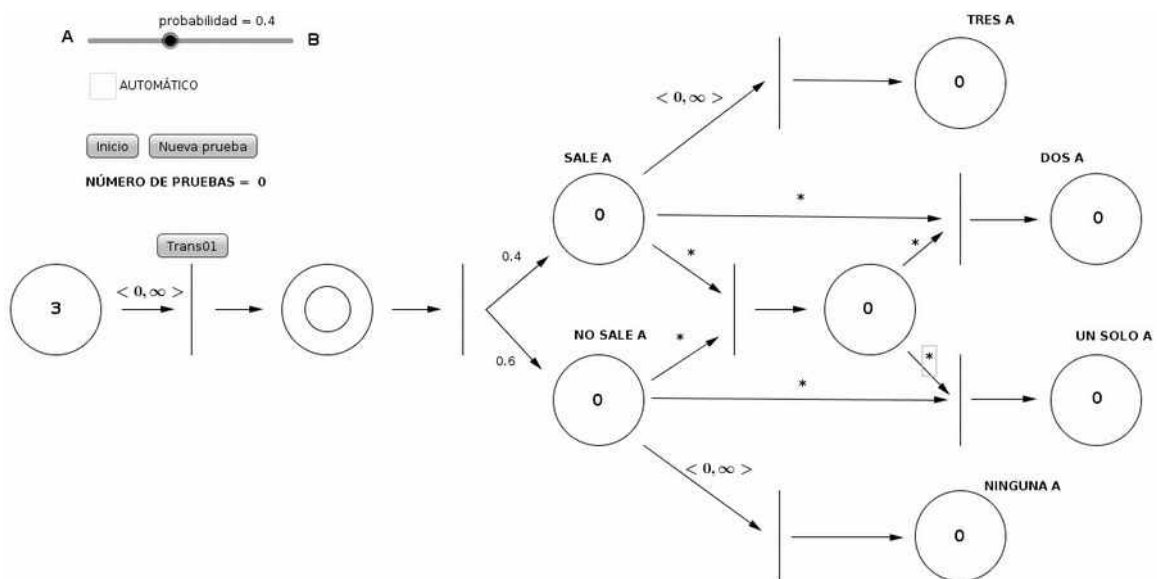 probabilidad = 0.4
A B
AUTOMÁTICO
Inicio Nueva prueba
NÚMERO DE PRUEBAS = 0
Trans01
3
< 0, ∞ >
0.4
0.6
SALE A
0
NO SALE A
0
< 0, ∞ >
*
*
*
*
< 0, ∞ >
0
*
*
TRES A
0
DOS A
0
UN SOLO A
0
NINGUNA A
0